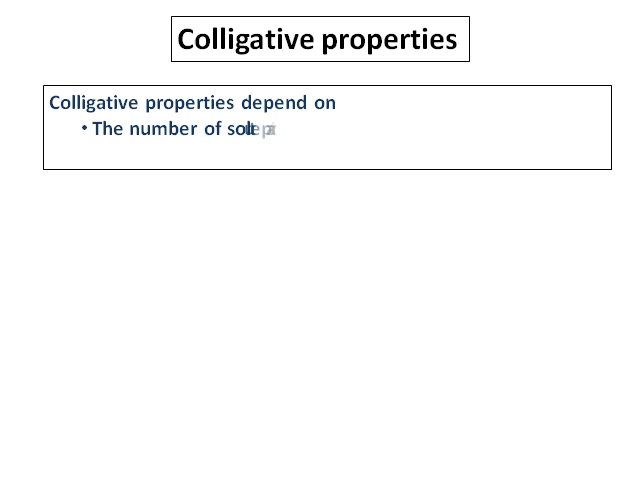 Colligative properties
Colligative properties depend on
• The number of